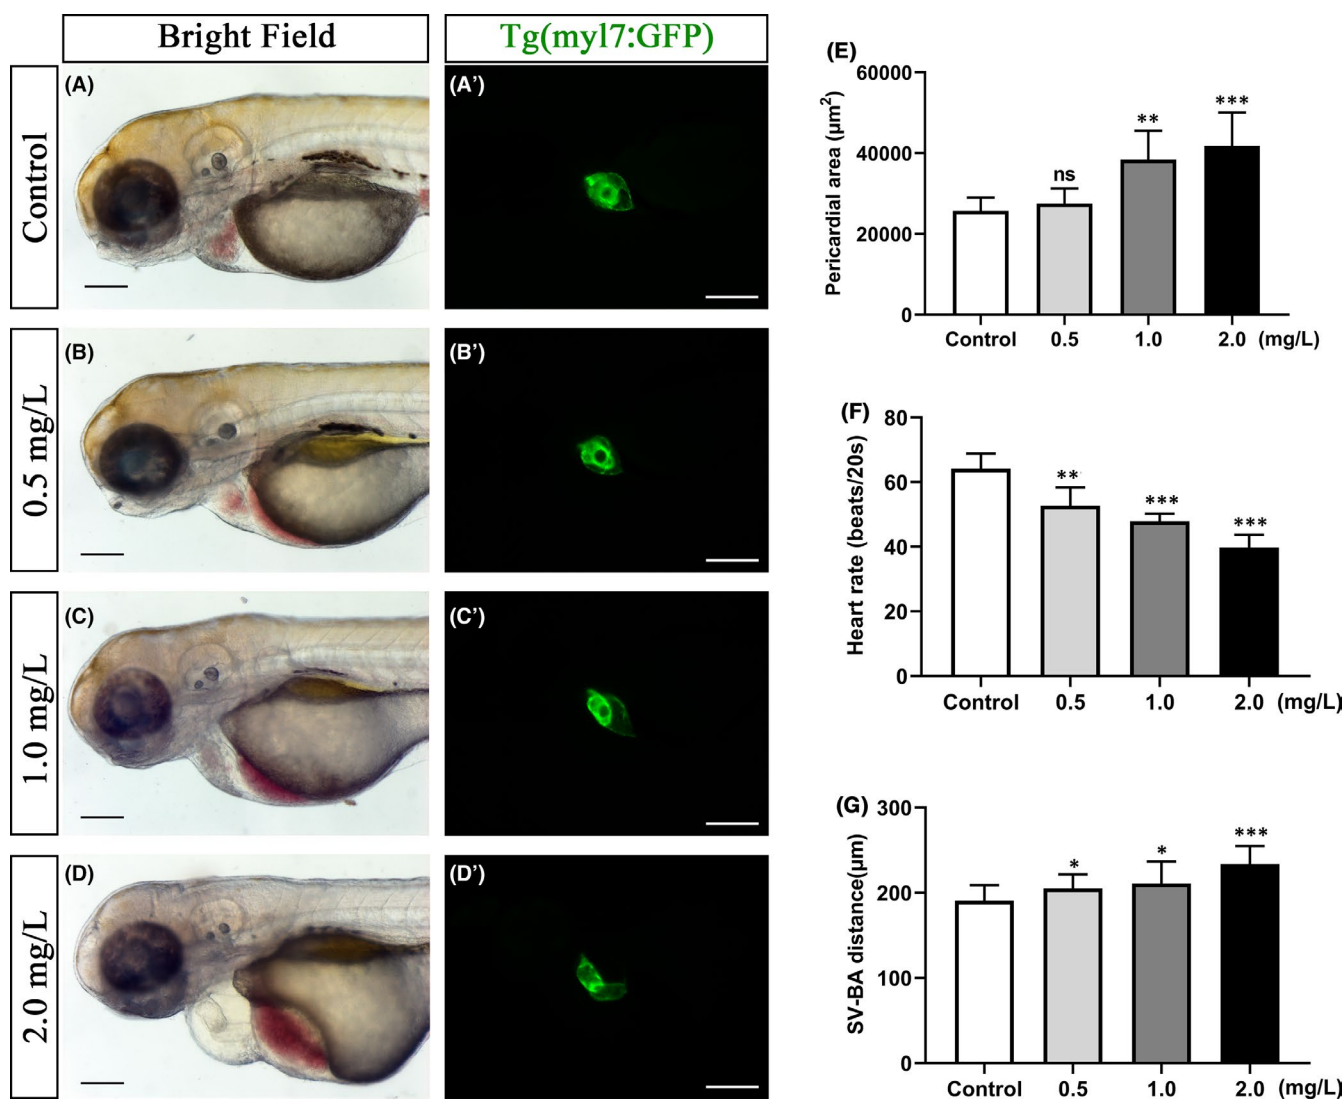 Bright Field
Tg(myl7:GFP)
Control
(A)
(A')
0.5 mg/L
(B)
(B')
1.0 mg/L
(C)
(C')
2.0 mg/L
(D)
(D')
(E)
Pericardial area (µm²)
60000
40000
20000
0
ns
**
***
Control 0.5 1.0 2.0 (mg/L)
(F)
Heart rate (beats/20s)
80
60
40
20
0
**
***
***
Control 0.5 1.0 2.0 (mg/L)
(G)
SV-BA distance(µm)
300
200
100
0
*
*
***
Control 0.5 1.0 2.0 (mg/L)